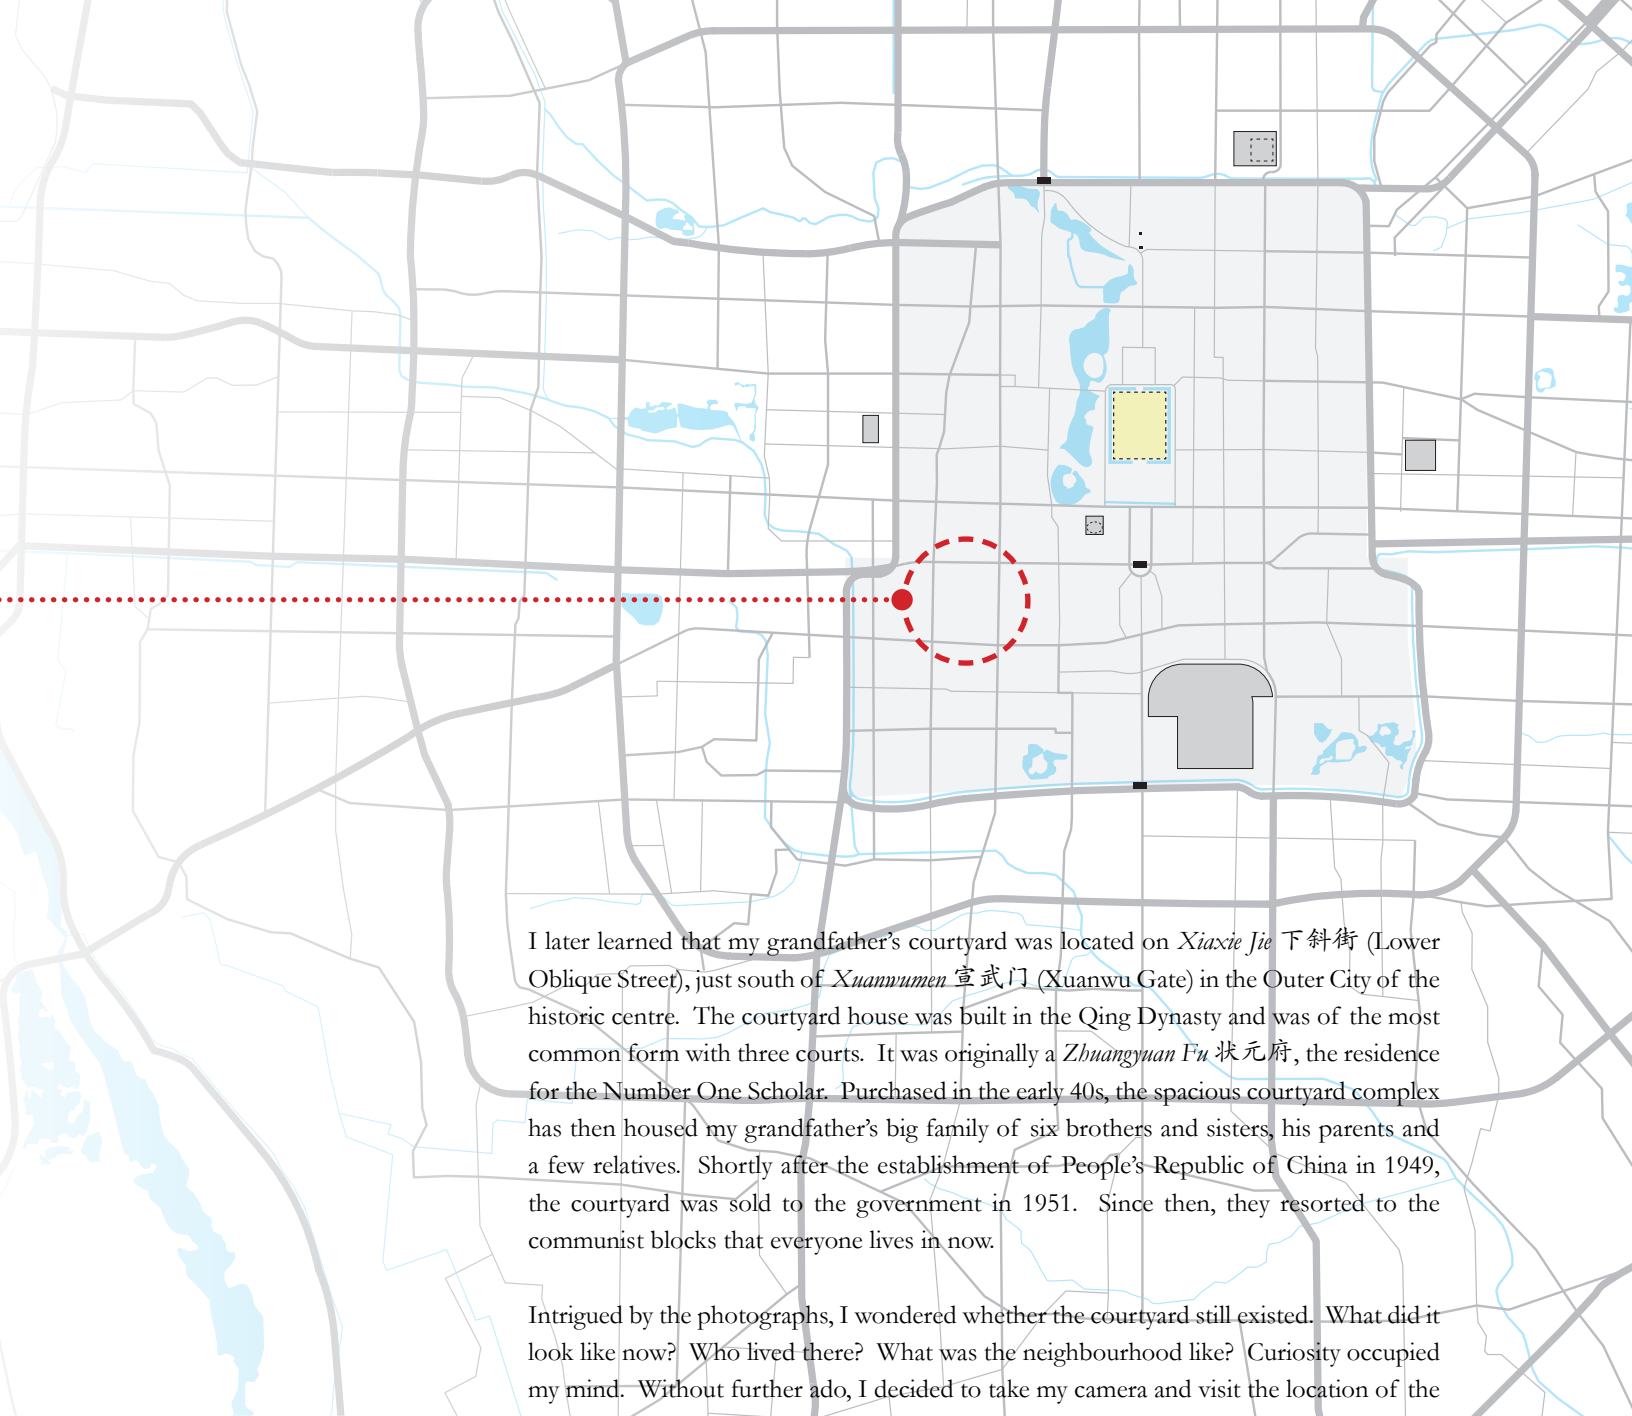 I later learned that my grandfather’s courtyard was located on Xiaxie Jie 下斜街 (Lower
Oblique Street), just south of Xuanwumen 宣武门 (Xuanwu Gate) in the Outer City of the
historic centre. The courtyard house was built in the Qing Dynasty and was of the most
common form with three courts. It was originally a Zhuangyuan Fu 状元府, the residence
for the Number One Scholar. Purchased in the early 40s, the spacious courtyard complex
has then housed my grandfather’s big family of six brothers and sisters, his parents and
a few relatives. Shortly after the establishment of People’s Republic of China in 1949,
the courtyard was sold to the government in 1951. Since then, they resorted to the
communist blocks that everyone lives in now.
Intrigued by the photographs, I wondered whether the courtyard still existed. What did it
look like now? Who lived there? What was the neighbourhood like? Curiosity occupied
my mind. Without further ado, I decided to take my camera and visit the location of the